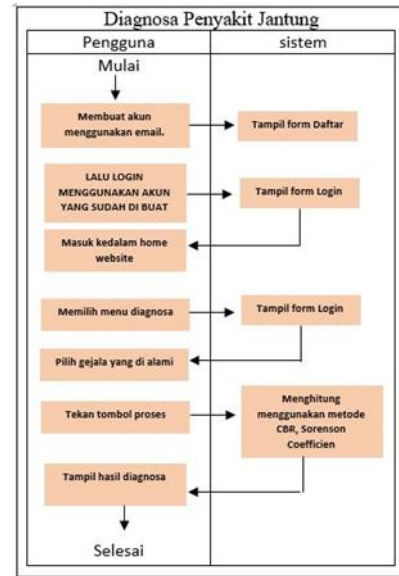 Diagnosa Penyakit Jantung
Pengguna
sistem
Mulai
Membuat akun
menggunakan email.
Tampil form Daftar
LALU LOGIN
MENGGUNAKAN AKUN
YANG SUDAH DI BUAT
Tampil form Login
Masuk kedalam home
website
Memilih menu diagnosa
Tampil form Login
Pilih gejala yang di alami
Tekan tombol proses
Menghitung
menggunakan metode
CBR, Sorenson
Coefficien
Tampil hasil diagnosa
Selesai